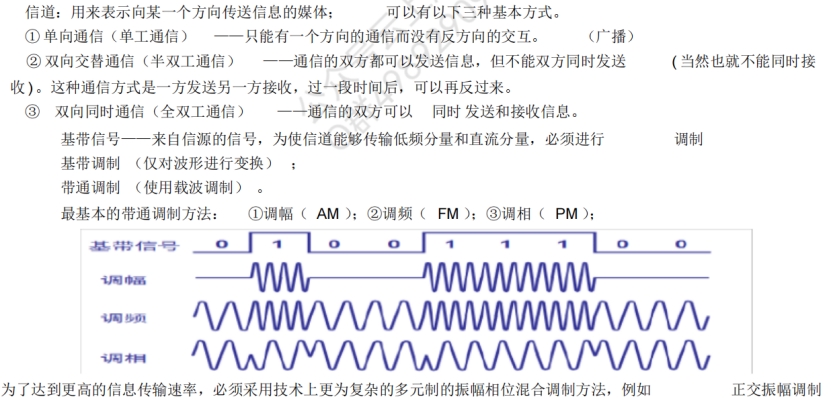 信道：用来表示向某一个方向传送信息的媒体； 可以有以下三种基本方式。
① 单向通信（单工通信） ——只能有一个方向的通信而没有反方向的交互。 （广播）
② 双向交替通信（半双工通信） ——通信的双方都可以发送信息，但不能双方同时发送 （当然也就不能同时接
收）。这种通信方式是一方发送另一方接收，过一段时间后，可以再反过来。
③ 双向同时通信（全双工通信） ——通信的双方可以 同时 发送和接收信息。
基带信号——来自信源的信号，为使信道能够传输低频分量和直流分量，必须进行 调制
基带调制 （仅对波形进行变换） ；
带通调制 （使用载波调制） 。
最基本的带通调制方法： ①调幅（ AM ）；②调频（ FM ）；③调相（ PM ）；
基带信号 0 1 0 0 1 1 1 0 0
调幅
调频
调相
为了达到更高的信息传输速率，必须采用技术上更为复杂的多元制的振幅相位混合调制方法，例如 正交振幅调制